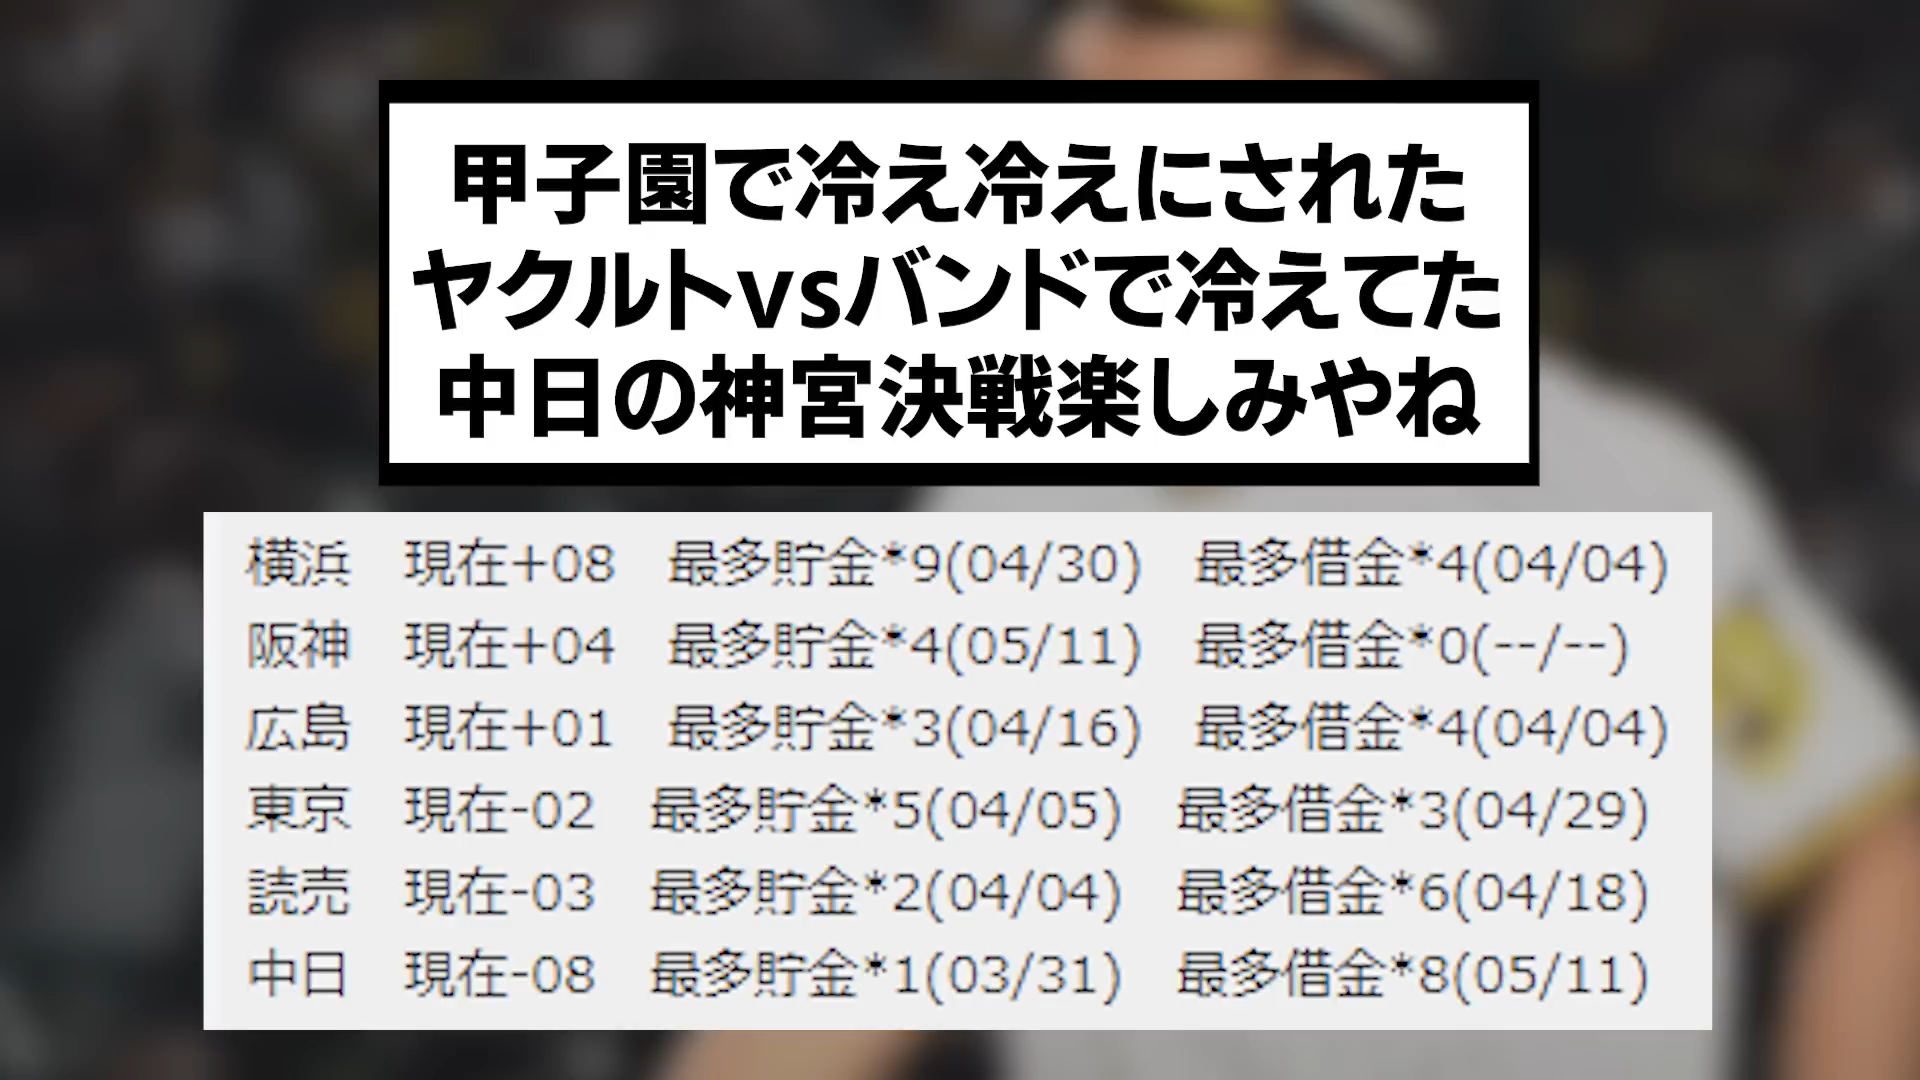 甲子園で冷え冷えにされた
ヤクルトvsバンドで冷えてた
中日の神宮決戦楽しみやね
横浜 現在+08 最多貯金*9(04/30) 最多借金*4(04/04)
阪神 現在+04 最多貯金*4(05/11) 最多借金*0(--/--)
広島 現在+01 最多貯金*3(04/16) 最多借金*4(04/04)
東京 現在-02 最多貯金*5(04/05) 最多借金*3(04/29)
読売 現在-03 最多貯金*2(04/04) 最多借金*6(04/18)
中日 現在-08 最多貯金*1(03/31) 最多借金*8(05/11)